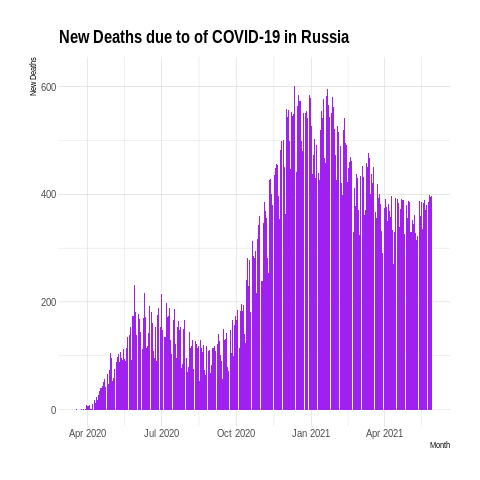 New Deaths due to of COVID-19 in Russia
New Deaths
600
400
200
0
Apr 2020 Jul 2020 Oct 2020 Jan 2021 Apr 2021
Month